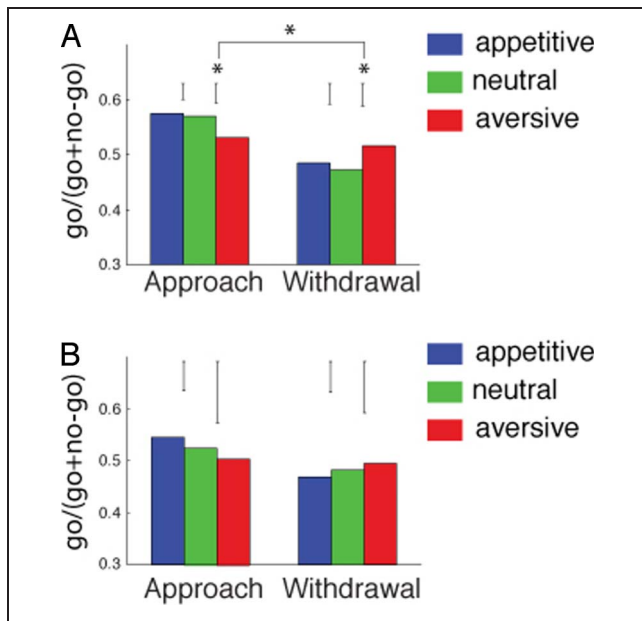 A
*
* *
appetitive
neutral
aversive
go/(go+no-go)
0.6
0.5
0.4
0.3
Approach Withdrawal
B
appetitive
neutral
aversive
go/(go+no-go)
0.6
0.5
0.4
0.3
Approach Withdrawal